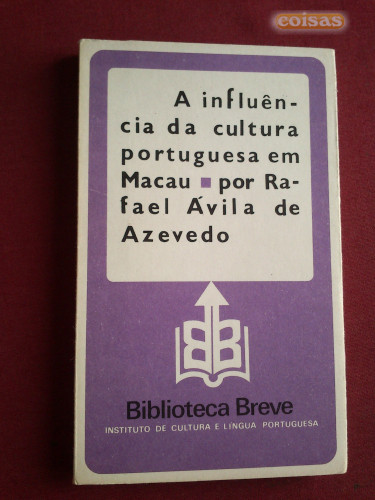 coisas
A influên-
cia da cultura
portuguesa em
Macau ▪ por Ra-
fael Ávila de
Azevedo
BB
Biblioteca Breve
INSTITUTO DE CULTURA E LÍNGUA PORTUGUESA